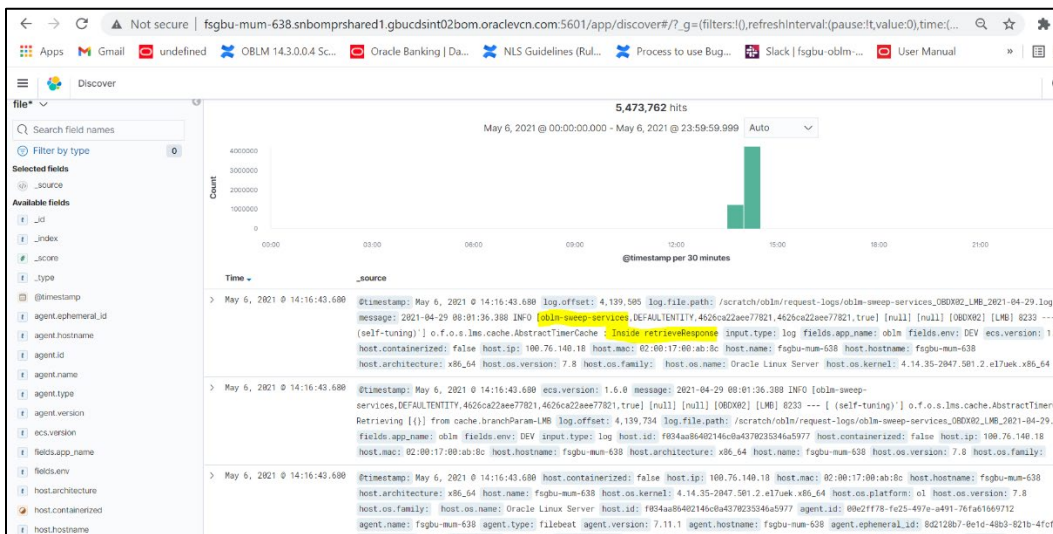 Not secure | fsgbu-mum-638.snbomprshared1.gbucdsint02bom.oraclevcn.com:5601/app/discover#/?_g=(filters:!(),refreshInterval:(pause:!t,value:0),time:(...
Apps Gmail undefined OBLM 14.3.0.0.4 Sc... Oracle Banking | Da... NLS Guidelines (Rul... Process to use Bug... Slack | fsgbu-oblm-... User Manual »
Discover
file*
5,473,762 hits
Search field names
May 6, 2021 @ 00:00:00.000 - May 6, 2021 @ 23:59:59.999 Auto
Filter by type 0
Selected fields
_source
Available fields
_id
_index
_score
_type
@timestamp
agent.ephemeral_id
agent.hostname
agent.id
agent.name
agent.type
agent.version
ecs.version
fields.app_name
fields.env
host.architecture
host.containerized
host.hostname
Count
4000000
3000000
2000000
1000000
0
00:00 03:00 06:00 09:00 12:00 15:00 18:00 21:00
@timestamp per 30 minutes
Time _source
May 6, 2021 @ 14:16:43.680 @timestamp: May 6, 2021 @ 14:16:43.680 log.offset: 4,139,505 log.file.path: /scratch/oblm/request-logs/oblm-sweep-services_OBDX02_LMB_2021-04-29.log
message: 2021-04-29 08:01:36.388 INFO [oblm-sweep-services,DEFAULTENTITY,4626ca22aee77821,4626ca22aee77821,true] [null] [null] [OBDX02] [LMB] 8233 ---
(self-tuning)'] o.f.o.s.lms.cache.AbstractTimerCache : Inside retrieveResponse input.type: log fields.app_name: oblm fields.env: DEV ecs.version: 1
host.containerized: false host.ip: 100.76.140.18 host.mac: 02:00:17:00:ab:8c host.name: fsgbu-mum-638 host.hostname: fsgbu-mum-638
host.architecture: x86_64 host.os.version: 7.8 host.os.family: host.os.name: Oracle Linux Server host.os.kernel: 4.14.35-2047.501.2.el7uek.x86_64
May 6, 2021 @ 14:16:43.680 @timestamp: May 6, 2021 @ 14:16:43.680 ecs.version: 1.6.0 message: 2021-04-29 08:01:36.388 INFO [oblm-sweep-
services,DEFAULTENTITY,4626ca22aee77821,4626ca22aee77821,true] [null] [null] [OBDX02] [LMB] 8233 --- [ (self-tuning)'] o.f.o.s.lms.cache.AbstractTimer
Retrieving [{}] from cache.branchParam-LMB log.offset: 4,139,734 log.file.path: /scratch/oblm/request-logs/oblm-sweep-services_OBDX02_LMB_2021-04-29.
fields.app_name: oblm fields.env: DEV input.type: log host.id: f034aa86402146c0a4370235346a5977 host.containerized: false host.ip: 100.76.140.18
host.mac: 02:00:17:00:ab:8c host.hostname: fsgbu-mum-638 host.architecture: x86_64 host.name: fsgbu-mum-638 host.os.version: 7.8 host.os.family:
May 6, 2021 @ 14:16:43.680 @timestamp: May 6, 2021 @ 14:16:43.680 host.containerized: false host.ip: 100.76.140.18 host.mac: 02:00:17:00:ab:8c host.hostname: fsgbu-mum-638
host.architecture: x86_64 host.name: fsgbu-mum-638 host.os.kernel: 4.14.35-2047.501.2.el7uek.x86_64 host.os.platform: ol host.os.version: 7.8
host.os.family: host.os.name: Oracle Linux Server host.id: f034aa86402146c0a4370235346a5977 agent.id: 00e2ff78-fe25-497e-a491-76fa61669712
agent.name: fsgbu-mum-638 agent.type: filebeat agent.version: 7.11.1 agent.hostname: fsgbu-mum-638 agent.ephemeral_id: 8d2128b7-0e1d-48b3-821b-4fcf